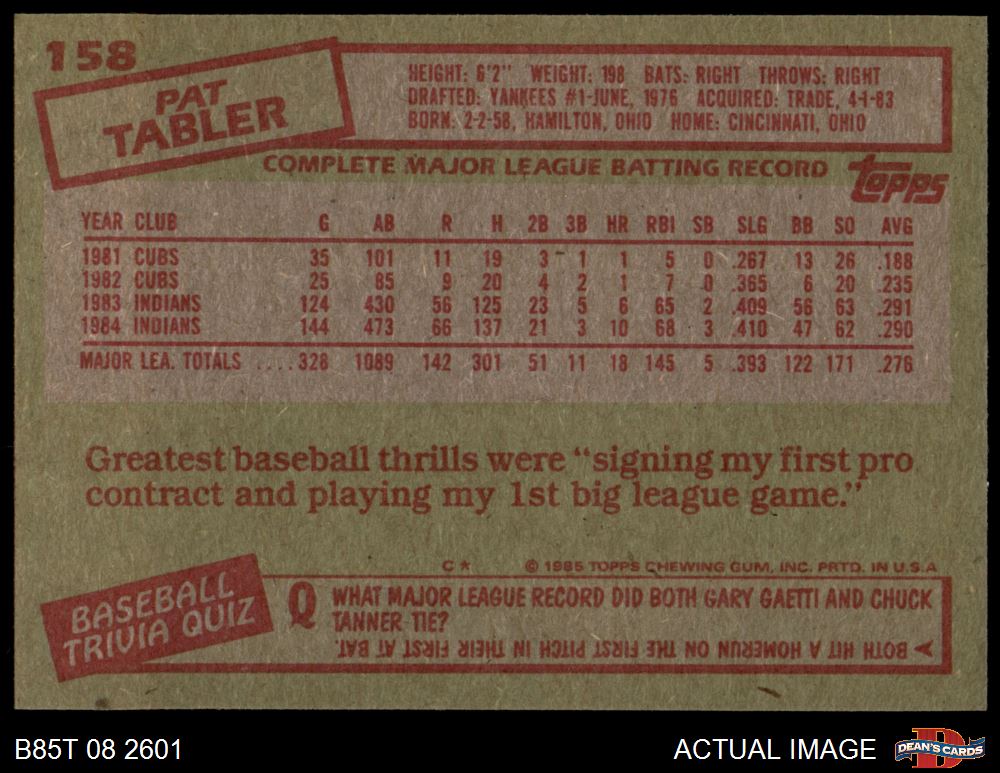 158
PAT
TABLER
HEIGHT: 6'2" WEIGHT: 198 BATS: RIGHT THROWS: RIGHT
DRAFTED: YANKEES #1-JUNE, 1976 ACQUIRED: TRADE, 4-1-83
BORN: 2-2-58, HAMILTON, OHIO HOME: CINCINNATI, OHIO
COMPLETE MAJOR LEAGUE BATTING RECORD
topps
YEAR CLUB G AB R H 2B 3B HR RBI SB SLG BB SO AVG
1981 CUBS 35 101 11 19 3 1 1 5 0 .267 13 26 .188
1982 CUBS 25 85 9 20 4 2 1 7 0 .365 6 20 .235
1983 INDIANS 124 430 56 125 23 5 6 65 2 .409 56 63 .291
1984 INDIANS 144 473 66 137 21 3 10 68 3 .410 47 62 .290
MAJOR LEA. TOTALS ....328 1089 142 301 51 11 18 145 5 .393 122 171 .276
Greatest baseball thrills were "signing my first pro
contract and playing my 1st big league game."
C* © 1985 TOPPS CHEWING GUM, INC. PRTD. IN U.S.A
BASEBALL
TRIVIA QUIZ
Q WHAT MAJOR LEAGUE RECORD DID BOTH GARY GAETTI AND CHUCK
TANNER TIE?
A BOTH HIT A HOMERUN ON THE FIRST PITCH IN THEIR FIRST AT BAT.
B85T 08 2601
ACTUAL IMAGE
D
DEAN'S CARDS